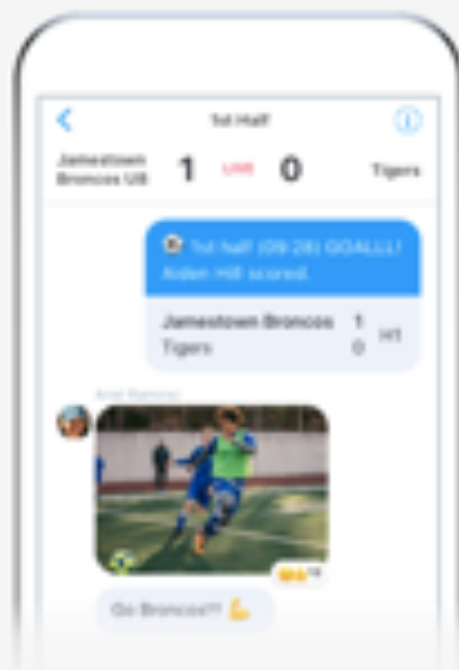 1st Half
Jamestown
Broncos U8
1 LIVE 0
Tigers
1st half (09:28) GOALLL!
Aiden Hill scored.
Jamestown Broncos 1
Tigers 0
H1
Go Broncos!!!